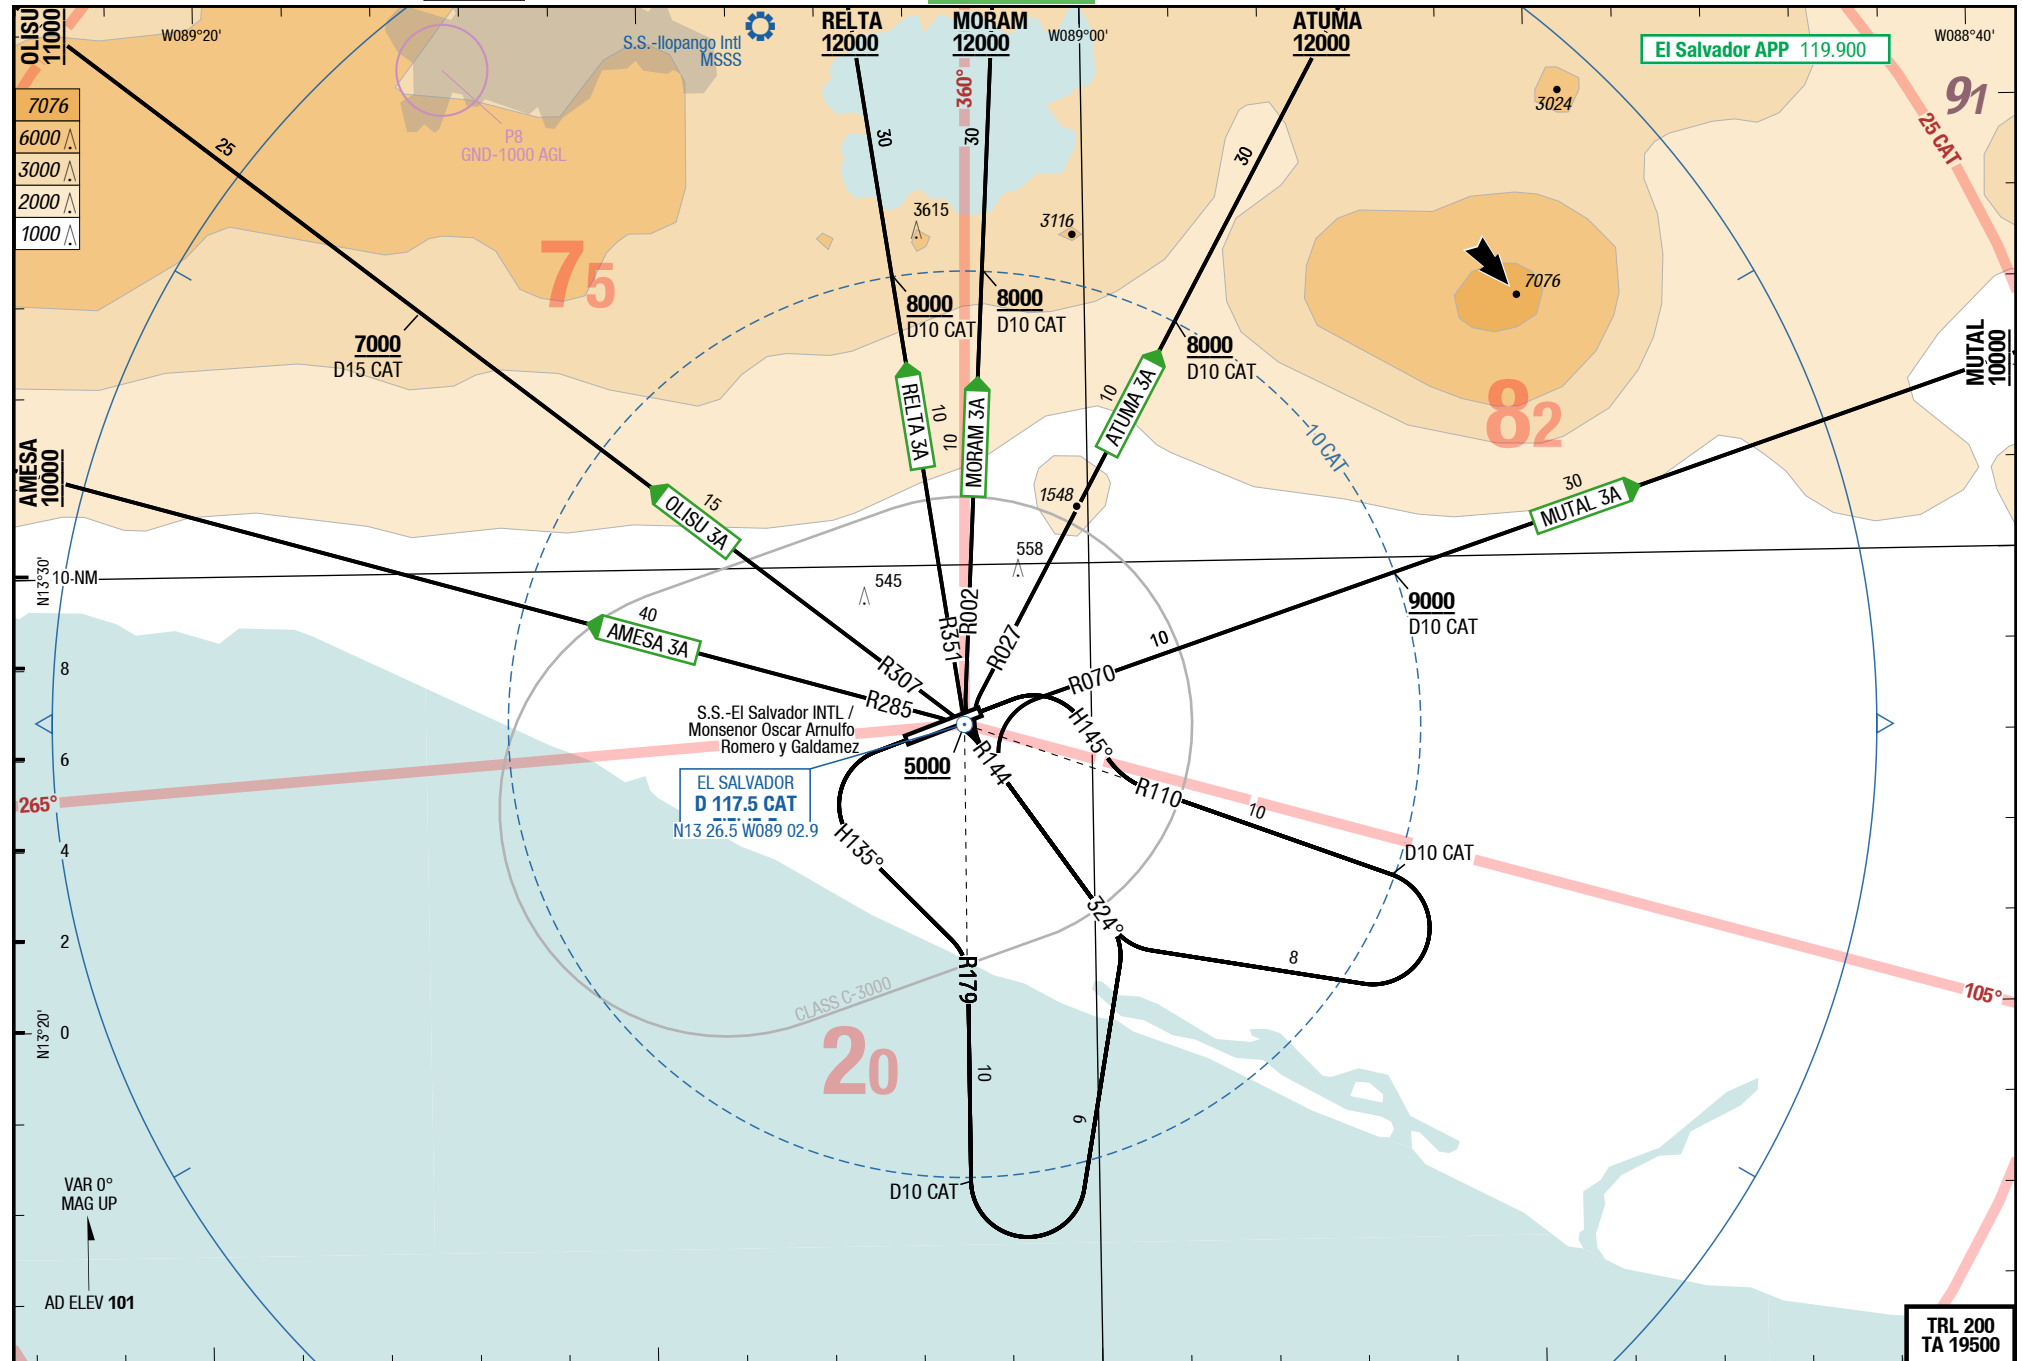 OLISU
11000
W089°20'
S.S.-Ilopango Intl
MSSS
RELTA
12000
MORAM
12000
W089°00'
ATUMA
12000
El Salvador APP 119.900
W088°40'
91
25 CAT
7076
6000
3000
2000
1000
P8
GND-1000 AGL
25
30
360°
30
30
3024
3615
3116
75
7076
8000
D10 CAT
8000
D10 CAT
8000
D10 CAT
7000
D15 CAT
MUTAL
10000
82
AMESA
10000
RELTA 3A
10
10
MORAM 3A
10
ATUMA 3A
10 CAT
15
OLISU 3A
1548
30
MUTAL 3A
558
545
N13°30'
10-NM
40
AMESA 3A
R351
R002
R027
9000
D10 CAT
10
8
R307
R285
R070
S.S.-El Salvador INTL /
Monsenor Oscar Arnulfo
Romero y Galdamez
H145°
6
5000
R144
R110
EL SALVADOR
D 117.5 CAT
N13 26.5 W089 02.9
265°
10
4
H135°
D10 CAT
324°
2
8
R179
CLASS C-3000
105°
N13°20'
0
20
10
6
D10 CAT
VAR 0°
MAG UP
AD ELEV 101
TRL 200
TA 19500